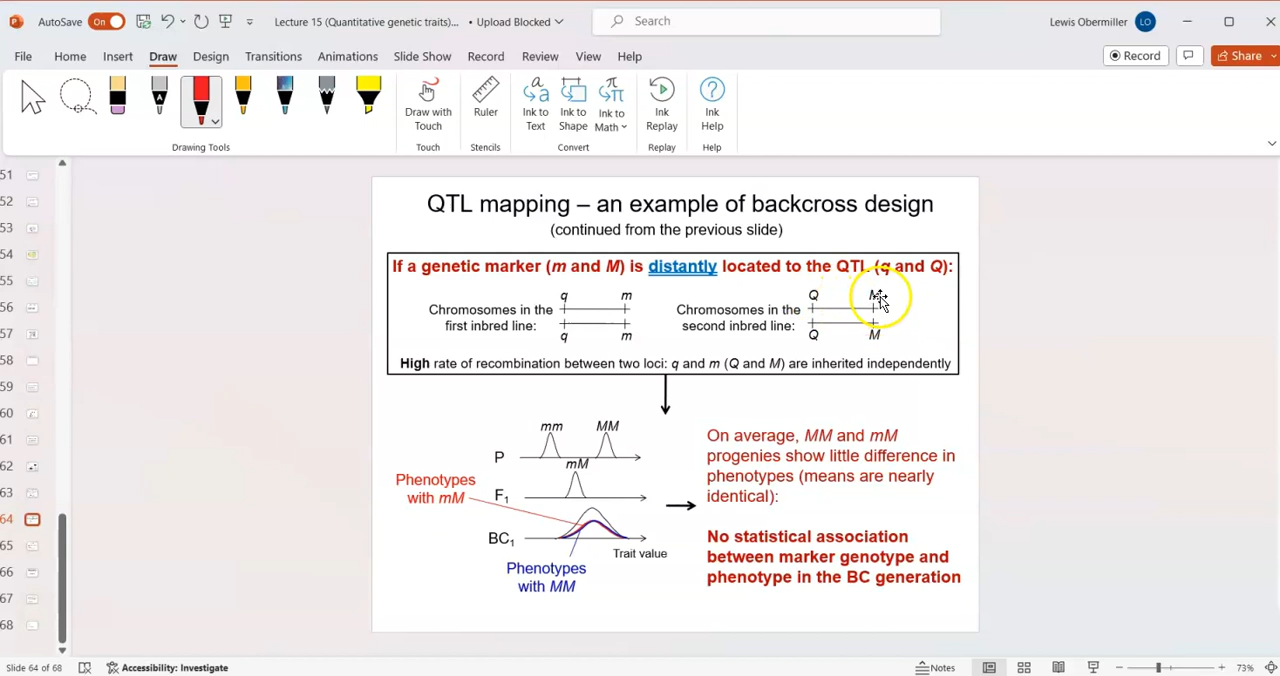 AutoSave On Lecture 15 (Quantitative genetic traits)... • Upload Blocked Search Lewis Obermiller LO
File Home Insert Draw Design Transitions Animations Slide Show Record Review View Help Record Share
Draw with Touch
Ruler
Ink to Text
Ink to Shape
Ink to Math
Ink Replay
Ink Help
Drawing Tools Touch Stencils Convert Replay Help
51
52
53
54
55
56
57
58
59
60
61
62
63
64
65
66
67
68
QTL mapping – an example of backcross design
(continued from the previous slide)
If a genetic marker (m and M) is distantly located to the QTL (q and Q):
Chromosomes in the
first inbred line:
q m
q m
Chromosomes in the
second inbred line:
Q M
Q M
High rate of recombination between two loci: q and m (Q and M) are inherited independently
mm MM
P
mM
F1
BC1
Trait value
Phenotypes
with mM
Phenotypes
with MM
On average, MM and mM
progenies show little difference in
phenotypes (means are nearly
identical):
No statistical association
between marker genotype and
phenotype in the BC generation
Slide 64 of 68 Accessibility: Investigate Notes 73%